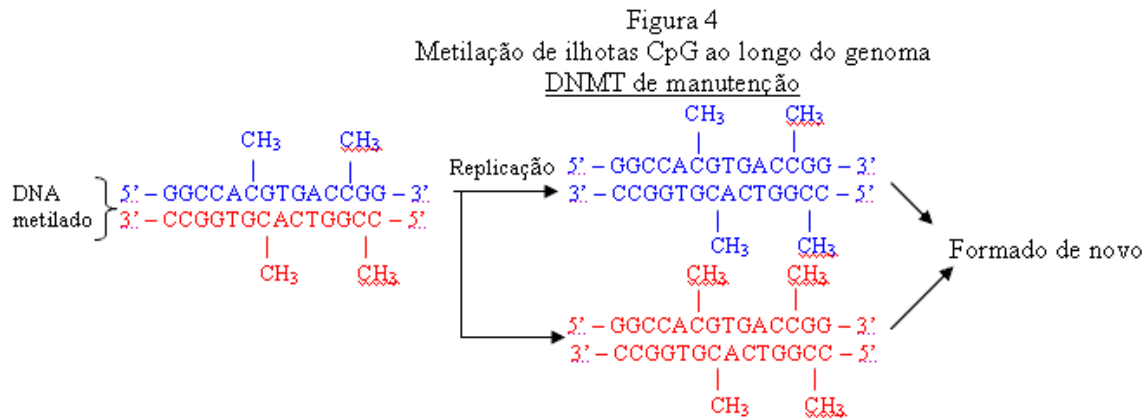 Figura 4
Metilação de ilhotas CpG ao longo do genoma
DNMT de manutenção
CH3 CH3
DNA metilado
5’ – GGCCACGTGACCGG – 3’
3’ – CCGGTGCACTGGCC – 5’
CH3 CH3
Replicação
CH3 CH3
5’ – GGCCACGTGACCGG – 3’
3’ – CCGGTGCACTGGCC – 5’
CH3 CH3
CH3 CH3
5’ – GGCCACGTGACCGG – 3’
3’ – CCGGTGCACTGGCC – 5’
CH3 CH3
Formado de novo